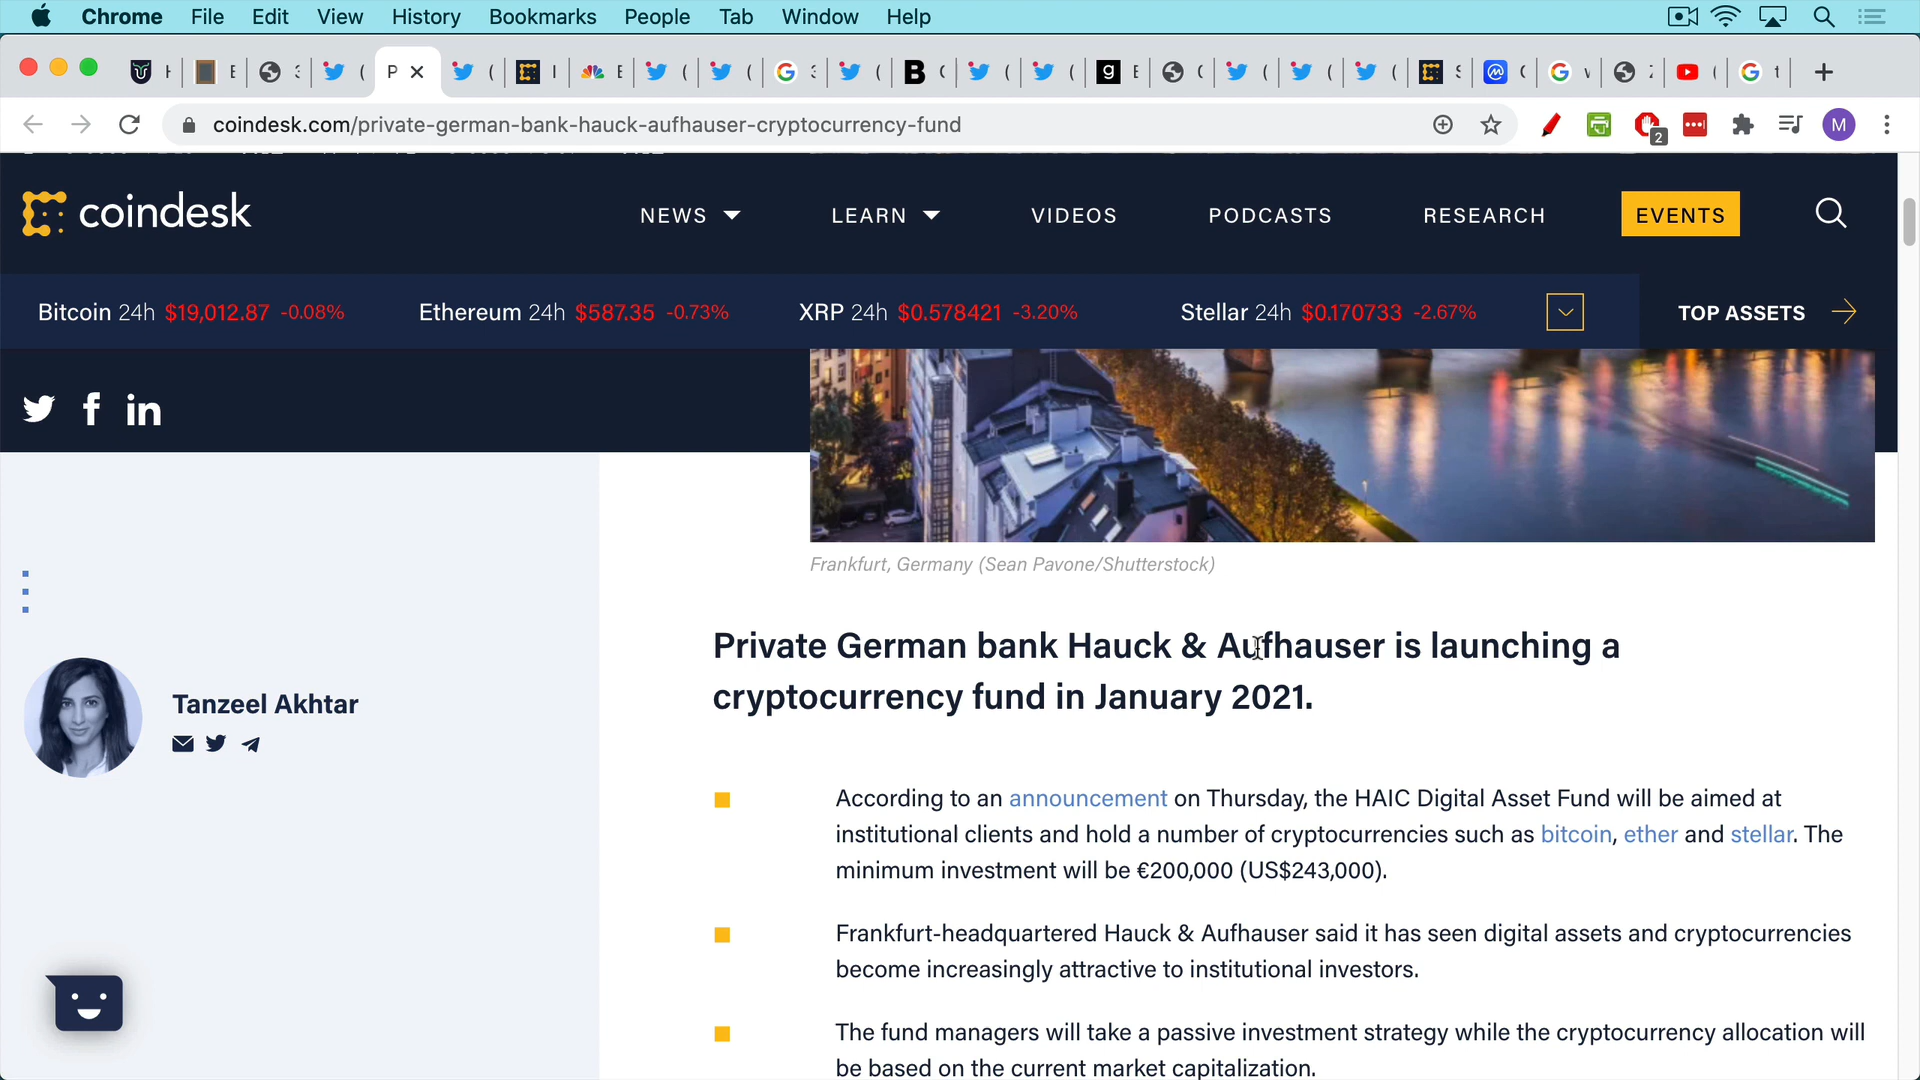 Chrome File Edit View History Bookmarks People Tab Window Help
P
coindesk.com/private-german-bank-hauck-aufhauser-cryptocurrency-fund
2
M
coindesk
NEWS LEARN VIDEOS PODCASTS RESEARCH EVENTS
Bitcoin 24h $19,012.87 -0.08% Ethereum 24h $587.35 -0.73% XRP 24h $0.578421 -3.20% Stellar 24h $0.170733 -2.67% TOP ASSETS
Frankfurt, Germany (Sean Pavone/Shutterstock)
Private German bank Hauck & Aufhauser is launching a
cryptocurrency fund in January 2021.
Tanzeel Akhtar
According to an announcement on Thursday, the HAIC Digital Asset Fund will be aimed at
institutional clients and hold a number of cryptocurrencies such as bitcoin, ether and stellar. The
minimum investment will be €200,000 (US$243,000).
Frankfurt-headquartered Hauck & Aufhauser said it has seen digital assets and cryptocurrencies
become increasingly attractive to institutional investors.
The fund managers will take a passive investment strategy while the cryptocurrency allocation will
be based on the current market capitalization.